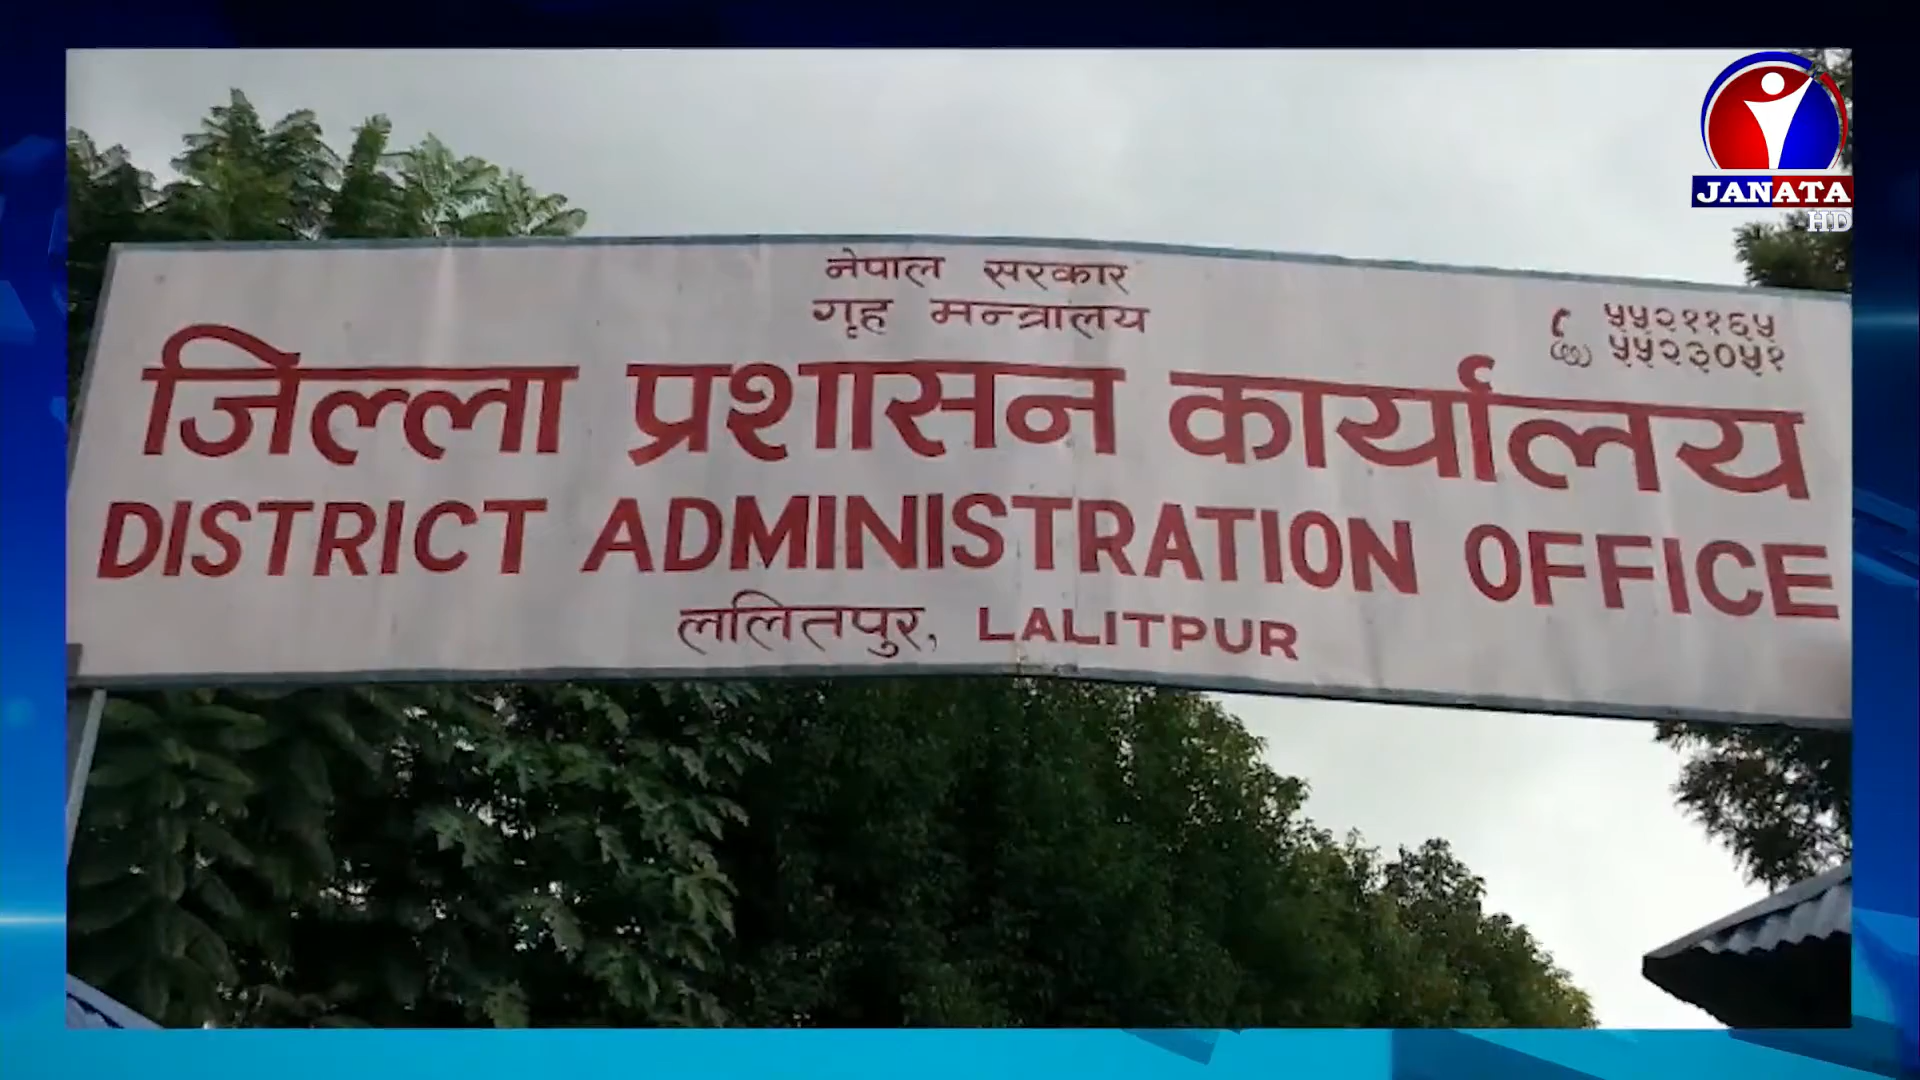 JANATA
HD
नेपाल सरकार
गृह मन्त्रालय
५५२११६५
५५२३०५१
जिल्ला प्रशासन कार्यालय
DISTRICT ADMINISTRATION OFFICE
ललितपुर, LALITPUR